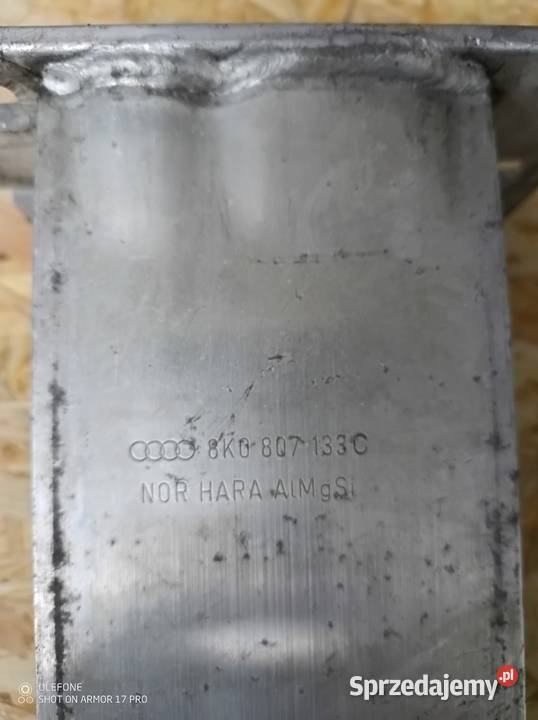 8K0 807 133C
NOR HARA AlMgSi
ULEFONE
SHOT ON ARMOR 17 PRO
Sprzedajemy.pl